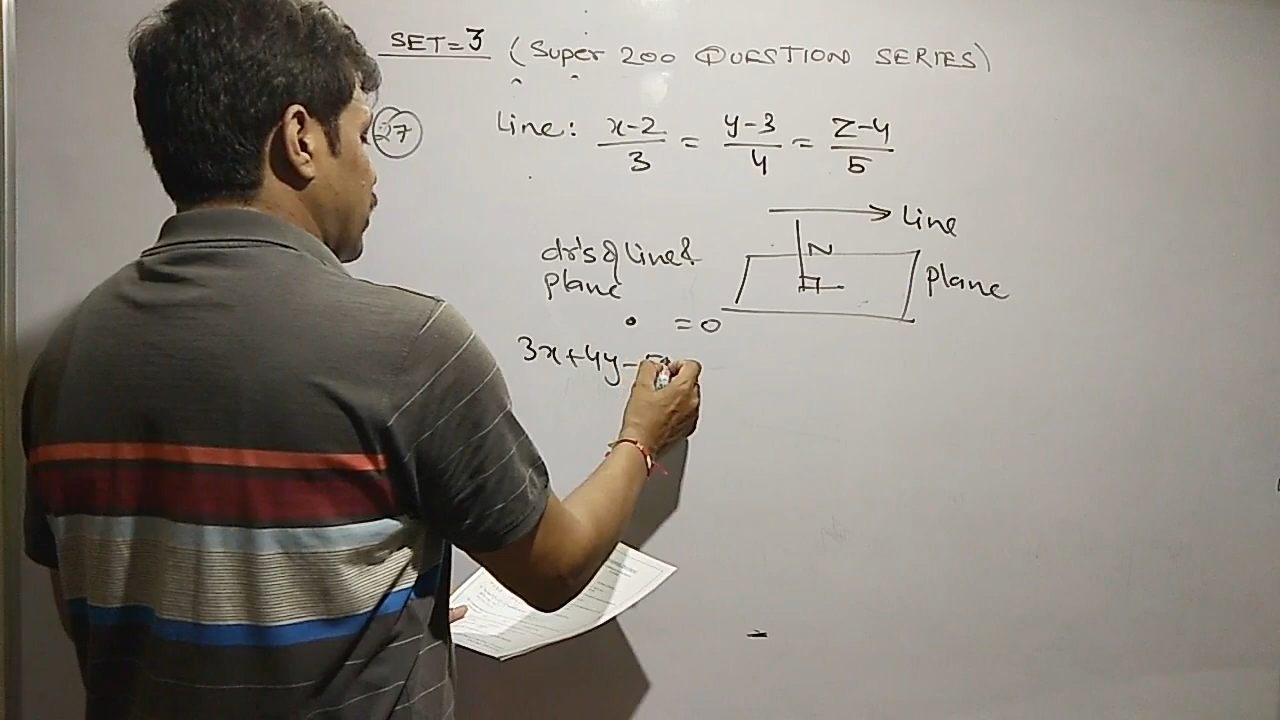 SET=3 (Super 200 QUESTION SERIES)
27 Line: x-2/3 = y-3/4 = z-4/5
Line
dr's of line &
plane
N
plane
• =0
3x+4y-